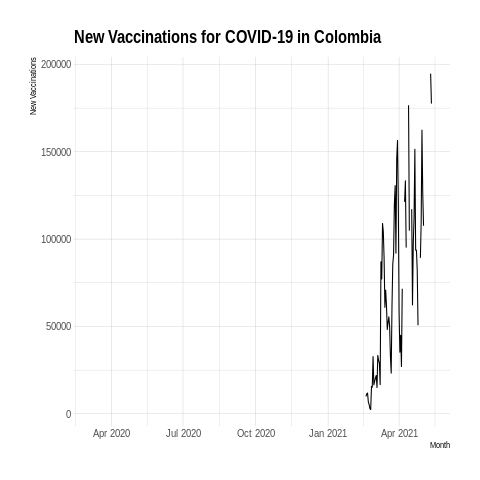 New Vaccinations for COVID-19 in Colombia
New Vaccinations
200000
150000
100000
50000
0
Apr 2020 Jul 2020 Oct 2020 Jan 2021 Apr 2021
Month